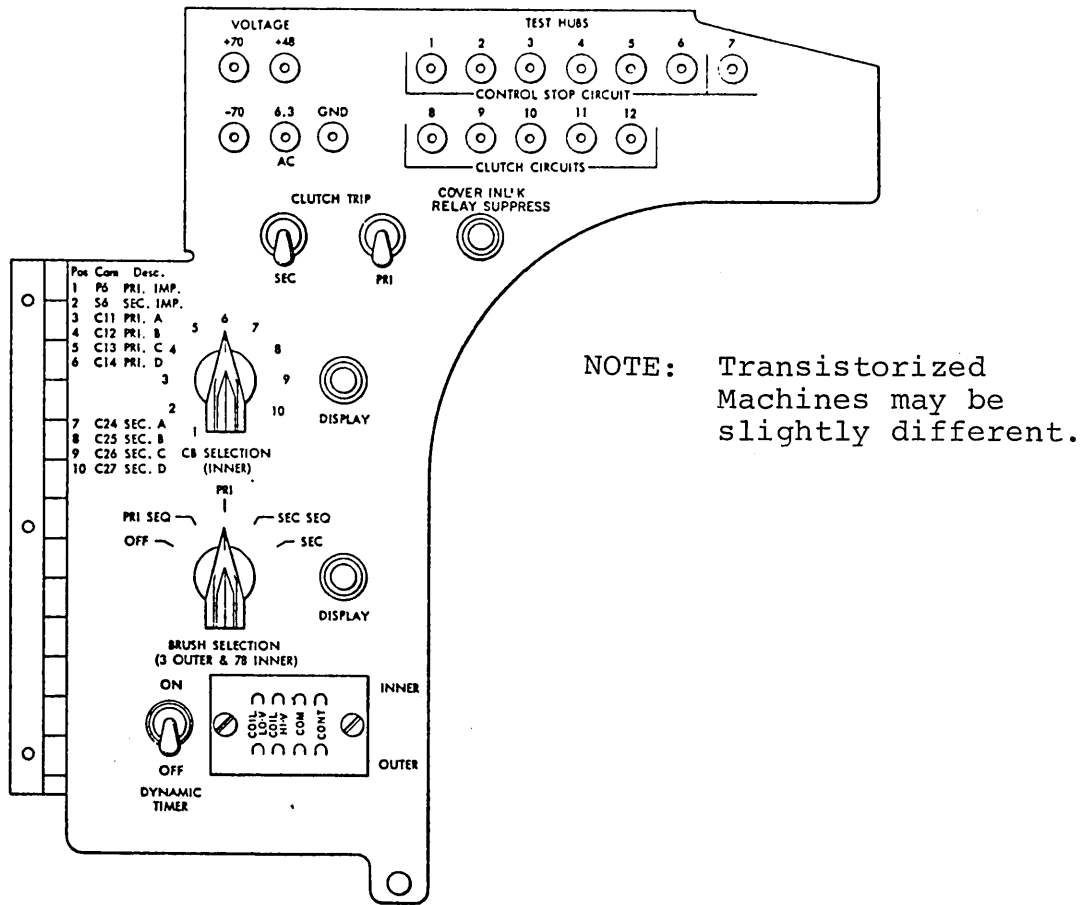 VOLTAGE
+70 +48
-70 6.3 GND
AC
TEST HUBS
1 2 3 4 5 6 7
CONTROL STOP CIRCUIT
8 9 10 11 12
CLUTCH CIRCUITS
CLUTCH TRIP
SEC PRI
COVER INL'K
RELAY SUPPRESS
Pos Cam Desc.
1 P6 PRI. IMP.
2 S6 SEC. IMP.
3 C11 PRI. A
4 C12 PRI. B
5 C13 PRI. C
6 C14 PRI. D
7 C24 SEC. A
8 C25 SEC. B
9 C26 SEC. C
10 C27 SEC. D
1 2 3 4 5 6 7 8 9 10
CB SELECTION
(INNER)
DISPLAY
NOTE: Transistorized
Machines may be
slightly different.
PRI
PRI SEQ SEC SEQ
OFF SEC
DISPLAY
BRUSH SELECTION
(3 OUTER & 78 INNER)
ON
OFF
DYNAMIC
TIMER
COIL
LO-V
COIL
HI-V
COM
CONT
INNER
OUTER